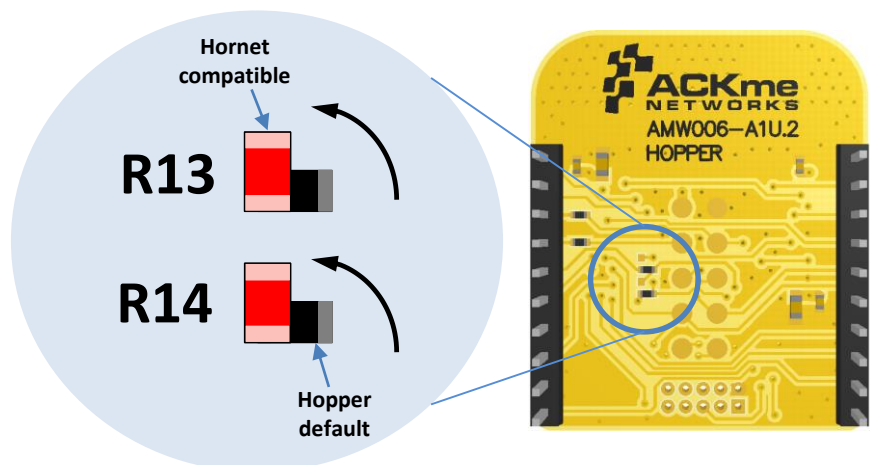 Hornet
compatible
R13
R14
Hopper
default
ACKme
NETWORKS
AMW006-A1U.2
HOPPER